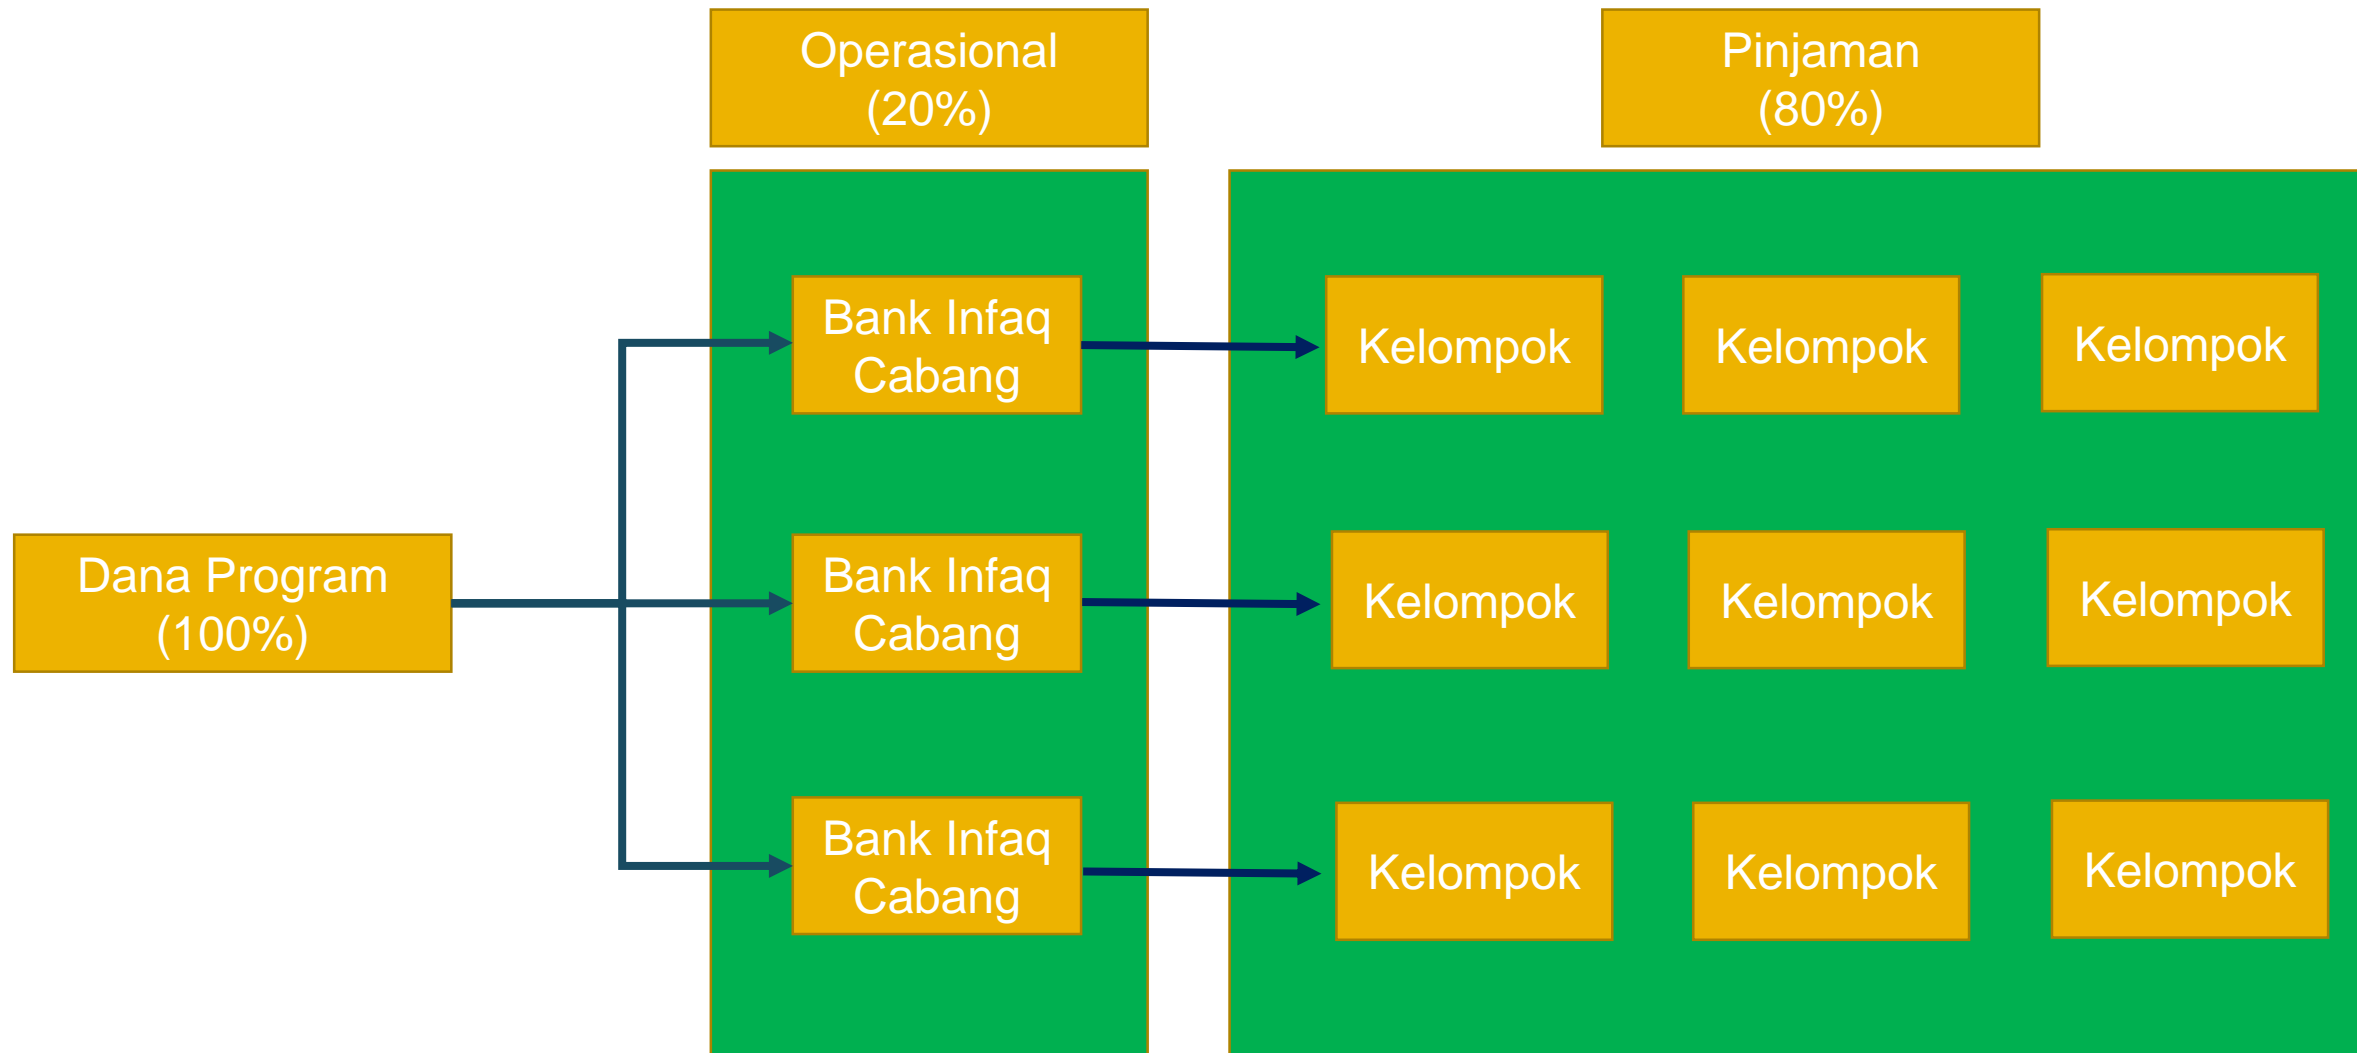 Operasional
(20%)
Pinjaman
(80%)
Bank Infaq
Cabang
Kelompok
Kelompok
Kelompok
Dana Program
(100%)
Bank Infaq
Cabang
Kelompok
Kelompok
Kelompok
Bank Infaq
Cabang
Kelompok
Kelompok
Kelompok